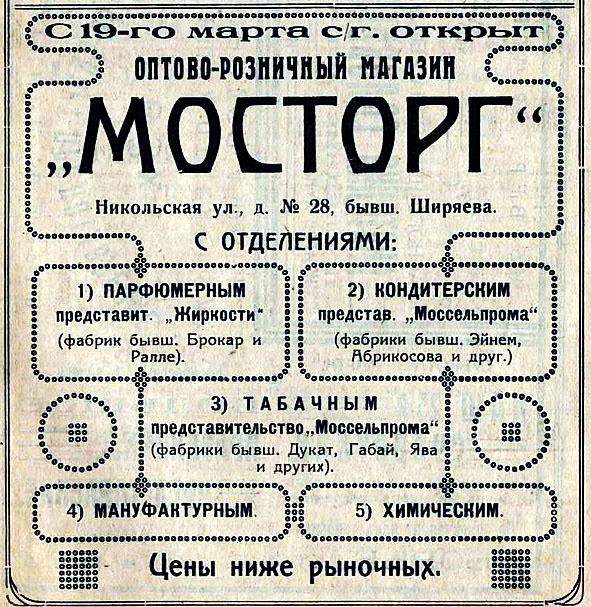 С 19-го марта с/г. открыт
ОПТОВО-РОЗНИЧНЫЙ МАГАЗИН
„МОСТОРГ“
Никольская ул., д. № 28, бывш. Ширяева.
С ОТДЕЛЕНИЯМИ:
1) ПАРФЮМЕРНЫМ
представит. „Жиркости“
(фабрик бывш. Брокар и
Ралле).
2) КОНДИТЕРСКИМ
представ. „Моссельпрома“
(фабрики бывш. Эйнем,
Абрикосова и друг.)
3) ТАБАЧНЫМ
представительство „Моссельпрома“
(фабрики бывш. Дукат, Габай, Ява
и других).
4) МАНУФАКТУРНЫМ.
5) ХИМИЧЕСКИМ.
Цены ниже рыночных.